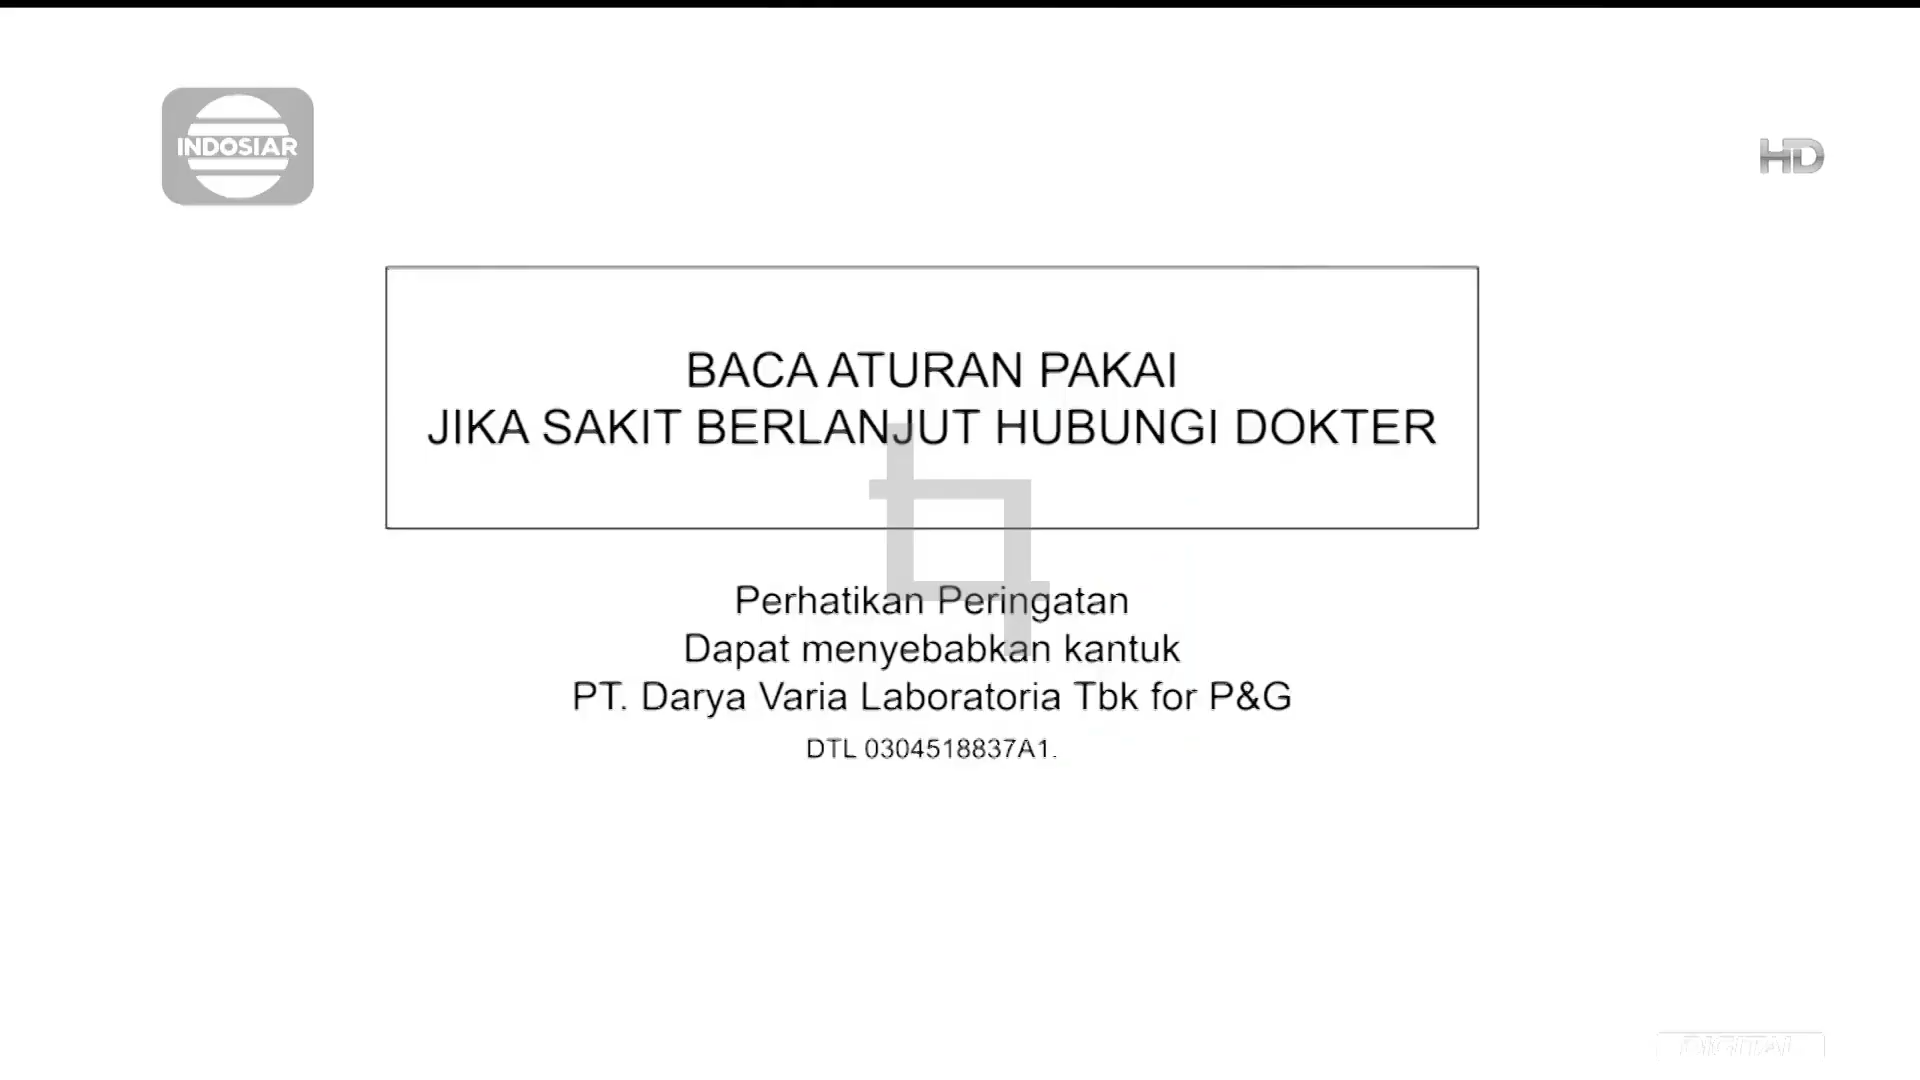 INDOSIAR
HD
BACA ATURAN PAKAI
JIKA SAKIT BERLANJUT HUBUNGI DOKTER
Perhatikan Peringatan
Dapat menyebabkan kantuk
PT. Darya Varia Laboratoria Tbk for P&G
DTL 0304518837A1.
DIGITAL